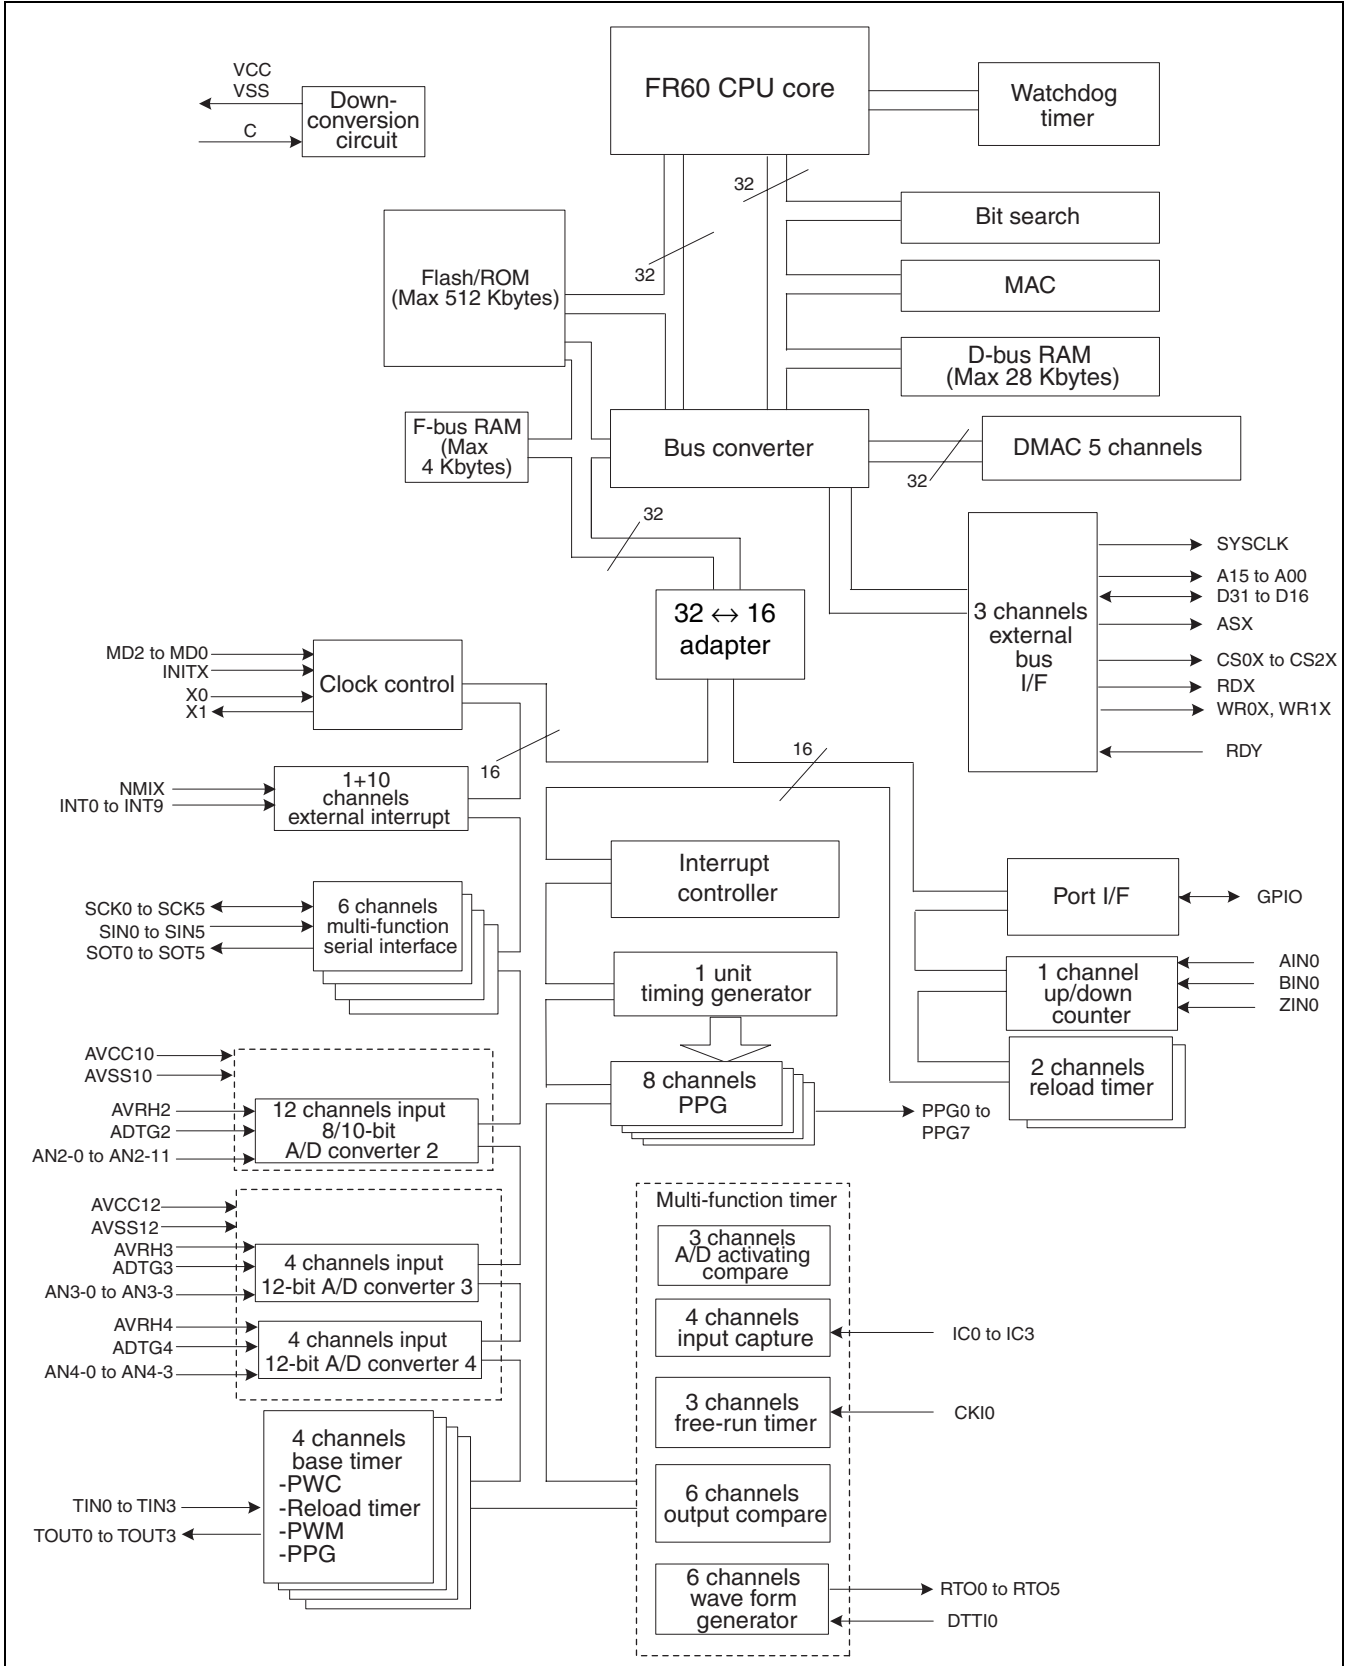 VCC
VSS
C
Down-
conversion
circuit
FR60 CPU core
Watchdog
timer
32
Bit search
32
Flash/ROM
(Max 512 Kbytes)
MAC
D-bus RAM
(Max 28 Kbytes)
F-bus RAM
(Max
4 Kbytes)
Bus converter
DMAC 5 channels
32
32
3 channels
external
bus
I/F
SYSCLK
A15 to A00
D31 to D16
ASX
CS0X to CS2X
RDX
WR0X, WR1X
RDY
32 ↔ 16
adapter
MD2 to MD0
INITX
X0
X1
Clock control
16
16
NMIX
INT0 to INT9
1+10
channels
external interrupt
Interrupt
controller
Port I/F
GPIO
SCK0 to SCK5
SIN0 to SIN5
SOT0 to SOT5
6 channels
multi-function
serial interface
1 unit
timing generator
1 channel
up/down
counter
AIN0
BIN0
ZIN0
8 channels
PPG
PPG0 to
PPG7
2 channels
reload timer
AVCC10
AVSS10
AVRH2
ADTG2
AN2-0 to AN2-11
12 channels input
8/10-bit
A/D converter 2
AVCC12
AVSS12
AVRH3
ADTG3
AN3-0 to AN3-3
4 channels input
12-bit A/D converter 3
AVRH4
ADTG4
AN4-0 to AN4-3
4 channels input
12-bit A/D converter 4
TIN0 to TIN3
TOUT0 to TOUT3
4 channels
base timer
-PWC
-Reload timer
-PWM
-PPG
Multi-function timer
3 channels
A/D activating
compare
4 channels
input capture
IC0 to IC3
3 channels
free-run timer
CKI0
6 channels
output compare
6 channels
wave form
generator
RTO0 to RTO5
DTTI0